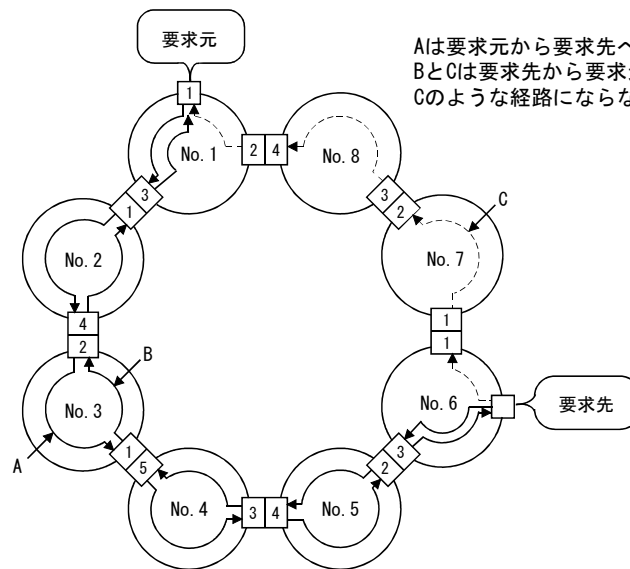 要求元
Aは要求元から要求先へ
BとCは要求先から要求
Cのような経路にならな
1
No. 1
2 4
No. 8
3
1
3
2
C
No. 2
No. 7
4
2
1
1
B
No. 3
No. 6
要求先
A
1
5
3
2
No. 4
3 4
No. 5